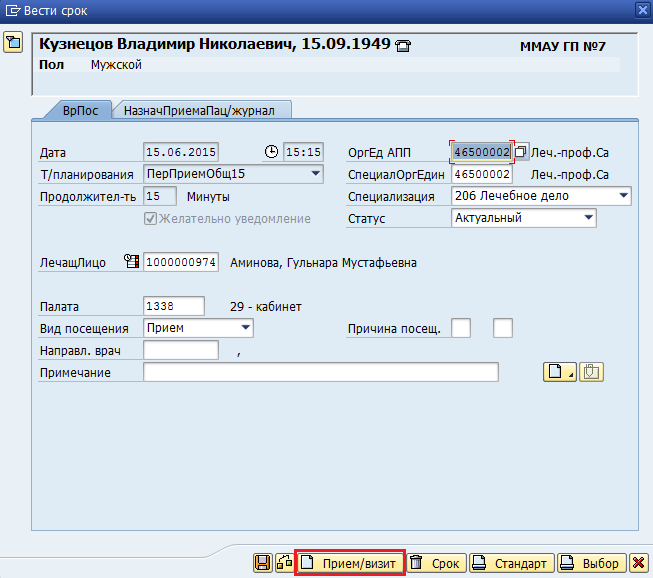 Вести срок
Кузнецов Владимир Николаевич, 15.09.1949 ММАУ ГП №7
Пол Мужской
ВрПос НазначПриемаПац/журнал
Дата 15.06.2015 15:15 ОргЕд АПП 46500002 Леч.-проф.Са
Т/планирования ПерПриемОбщ15 СпециалОргЕдин 46500002 Леч.-проф.Са
Продолжител-ть 15 Минуты Специализация 206 Лечебное дело
Желательно уведомление Статус Актуальный
ЛечащЛицо 1000000974 Аминова, Гульнара Мустафьевна
Палата 1338 29 - кабинет
Вид посещения Прием Причина посещ.
Направл. врач ,
Примечание
Прием/визит Срок Стандарт Выбор